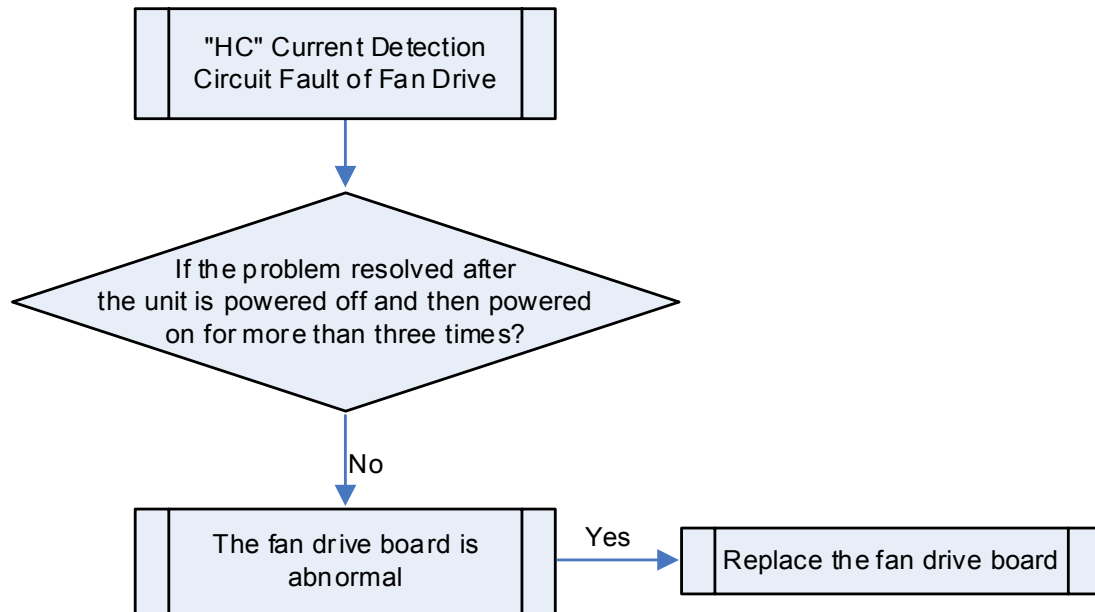 "HC" Current Detection
Circuit Fault of Fan Drive
If the problem resolved after
the unit is powered off and then powered
on for more than three times?
No
The fan drive board is
abnormal
Yes
Replace the fan drive board